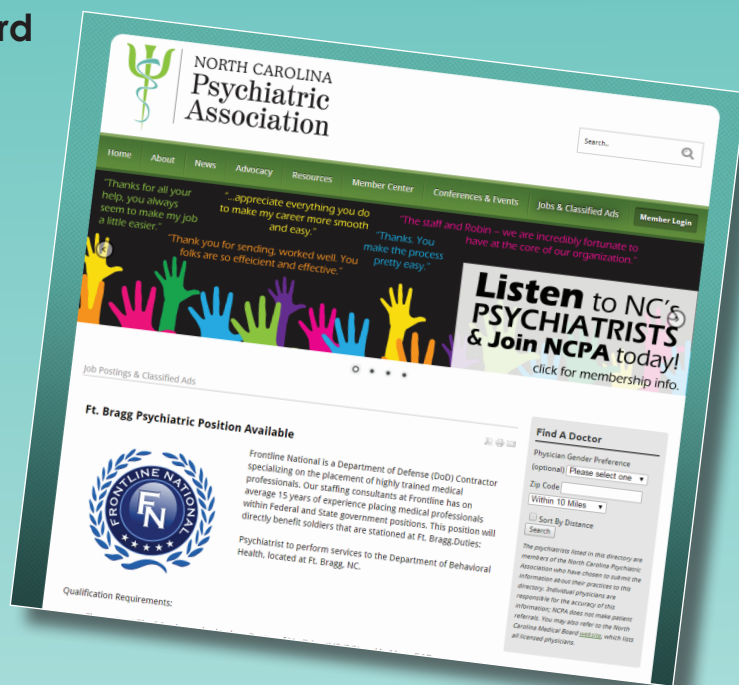 rd
NORTH CAROLINA
Psychiatric
Association
Search..
Home About News Advocacy Resources Member Center Conferences & Events Jobs & Classified Ads Member Login
"Thanks for all your
help, you always
seem to make my job
a little easier."
"...appreciate everything you do
to make my career more smooth
and easy."
"Thank you for sending, worked well. You
folks are so effeicient and effective."
"Thanks. You
make the process
pretty easy."
"The staff and Robin – we are incredibly fortunate to
have at the core of our organization."
Listen to NC's
PSYCHIATRISTS
& Join NCPA today!
click for membership info.
Job Postings & Classified Ads
Ft. Bragg Psychiatric Position Available
FRONTLINE NATIONAL
FN
Frontline National is a Department of Defense (DoD) Contractor
specializing on the placement of highly trained medical
professionals. Our staffing consultants at Frontline has on
average 15 years of experience placing medical professionals
within Federal and State government positions. This position will
directly benefit soldiers that are stationed at Ft. Bragg.Duties:
Psychiatrist to perform services to the Department of Behavioral
Health, located at Ft. Bragg, NC.
Qualification Requirements:
Find A Doctor
Physician Gender Preference
(optional) Please select one
Zip Code
Within 10 Miles
Sort By Distance
Search
The psychiatrists listed in this directory are
members of the North Carolina Psychiatric
Association who have chosen to submit the
information about their practices to this
directory. Individual physicians are
responsible for the accuracy of this
information; NCPA does not make patient
referrals. You may also refer to the North
Carolina Medical Board website, which lists
all licensed physicians.